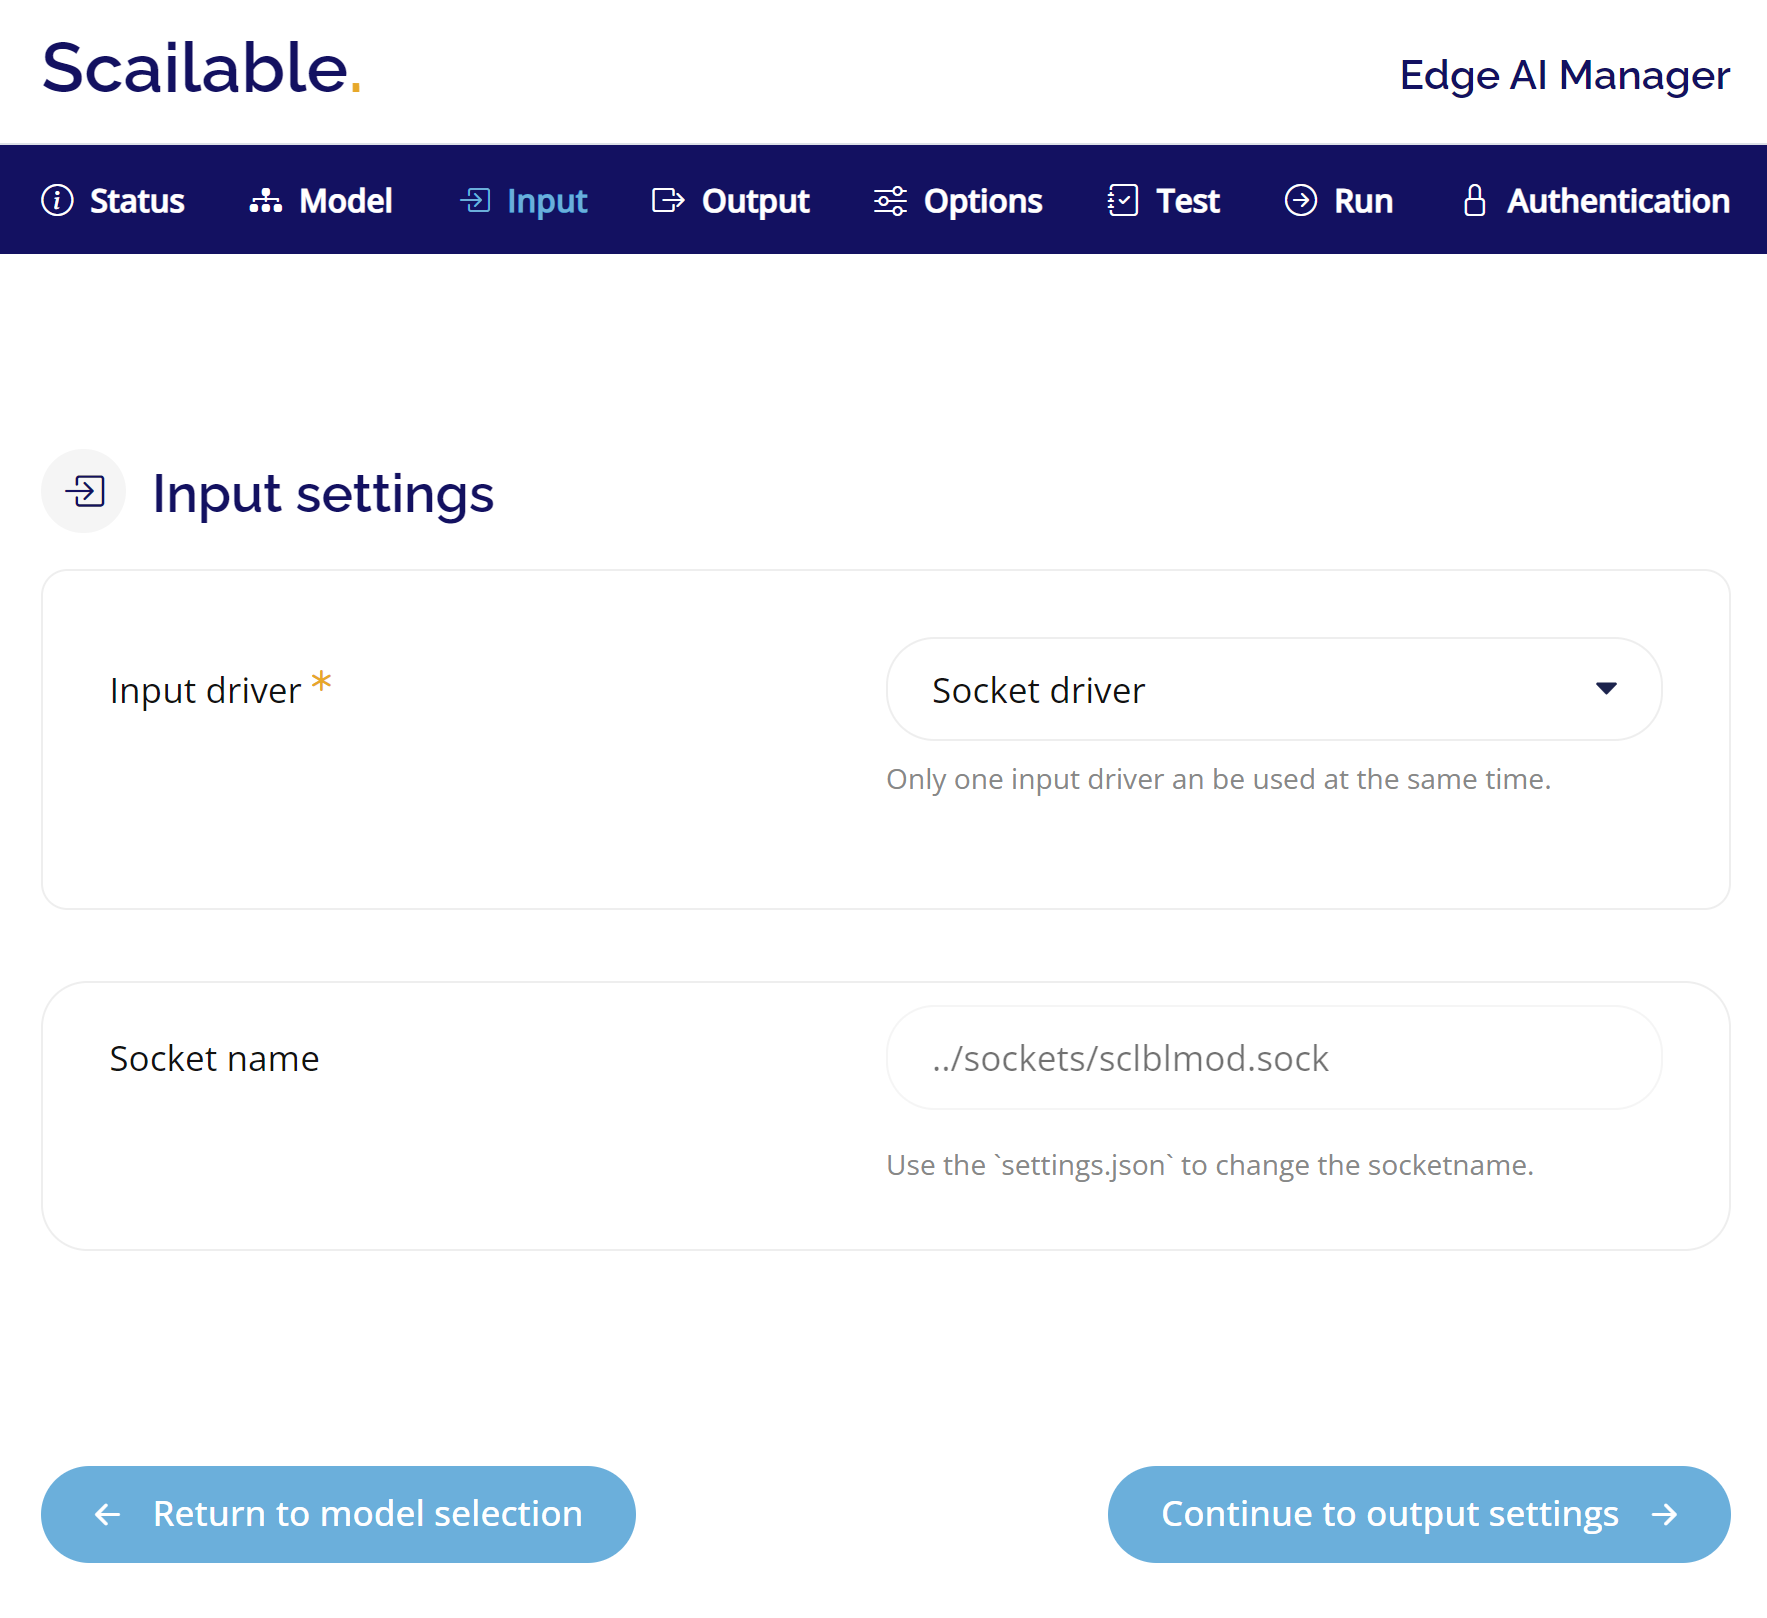 Scailable.
Edge AI Manager
Status Model Input Output Options Test Run Authentication
Input settings
Input driver *
Socket driver
Only one input driver an be used at the same time.
Socket name
../sockets/sclblmod.sock
Use the `settings.json` to change the socketname.
Return to model selection
Continue to output settings